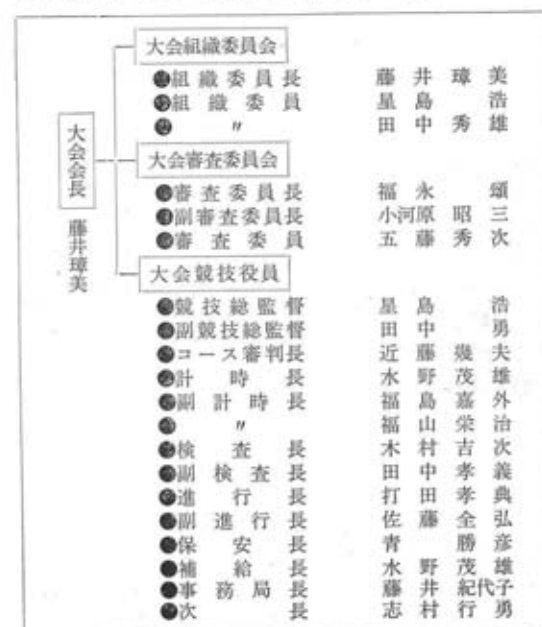 大会会長 藤井璋美
大会組織委員会
●組織委員長 藤井璋美
●組織委員 星島浩
● 〃 田中秀雄
大会審査委員会
●審査委員長 福永頌
●副審査委員長 小河原昭三
●審査委員 五藤秀次
大会競技役員
●競技総監督 星島浩
●副競技総監督 田中勇
●コース審判長 近藤幾夫
●計時長 水野茂雄
●副計時長 福島嘉外
● 〃 福山栄治
●検査長 木村吉次
●副検査長 田中孝義
●進行長 打田孝典
●副進行長 佐藤全弘
●保安長 青勝彦
●補給長 水野茂雄
●事務局長 藤井紀代子
●次長 志村行勇